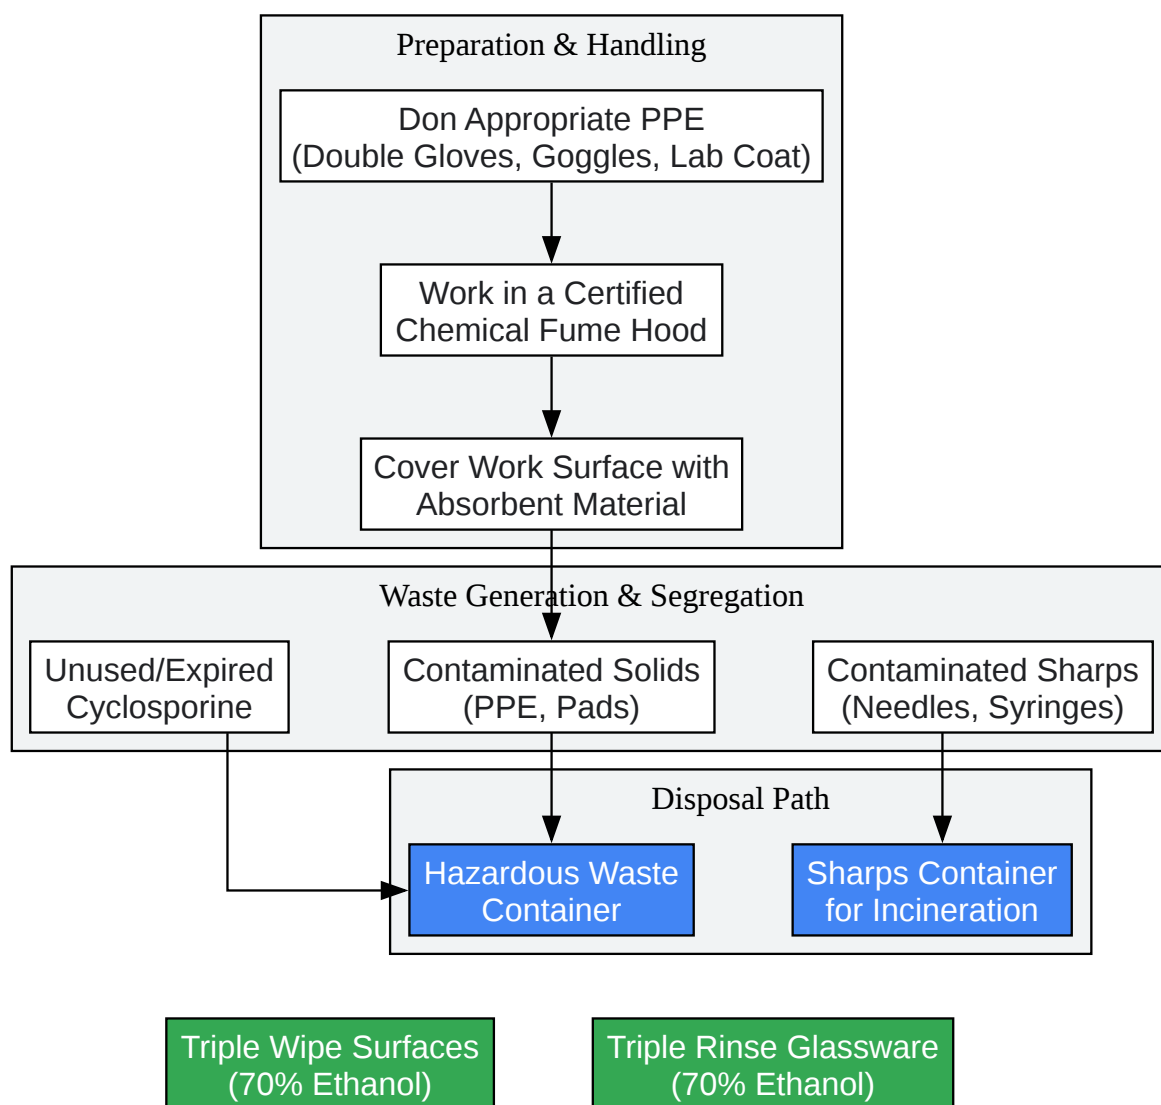 Preparation & Handling
Don Appropriate PPE
(Double Gloves, Goggles, Lab Coat)
Work in a Certified
Chemical Fume Hood
Cover Work Surface with
Absorbent Material
Waste Generation & Segregation
Unused/Expired
Cyclosporine
Contaminated Solids
(PPE, Pads)
Contaminated Sharps
(Needles, Syringes)
Disposal Path
Hazardous Waste
Container
Sharps Container
for Incineration
Triple Wipe Surfaces
(70% Ethanol)
Triple Rinse Glassware
(70% Ethanol)